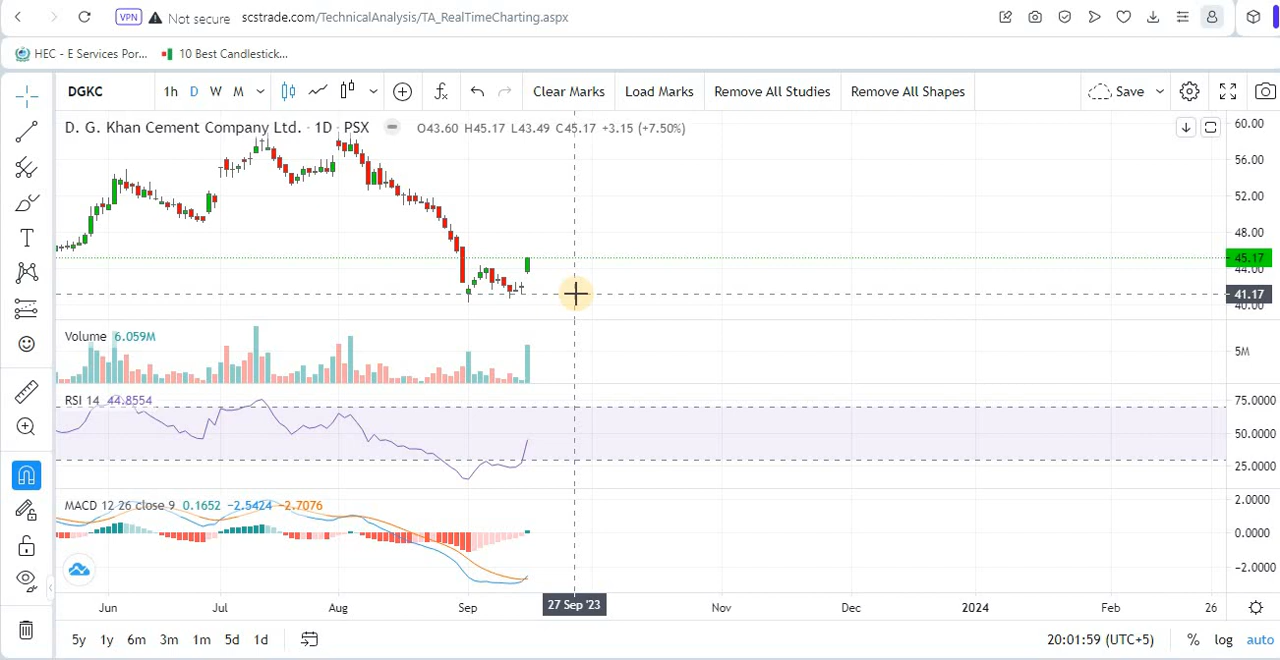 VPN Not secure scstrade.com/TechnicalAnalysis/TA_RealTimeCharting.aspx
HEC - E Services Por... 10 Best Candlestick...
DGKC 1h D W M Clear Marks Load Marks Remove All Studies Remove All Shapes Save
D. G. Khan Cement Company Ltd. · 1D · PSX O43.60 H45.17 L43.49 C45.17 +3.15 (+7.50%)
60.00
56.00
52.00
48.00
45.17
44.00
41.17
40.00
Volume 6.059M
5M
RSI 14 44.8554
75.0000
50.0000
25.0000
MACD 12 26 close 9 0.1652 −2.5424 −2.7076
2.0000
0.0000
−2.0000
Jun Jul Aug Sep 27 Sep '23 Nov Dec 2024 Feb 26
5y 1y 6m 3m 1m 5d 1d 20:01:59 (UTC+5) % log auto